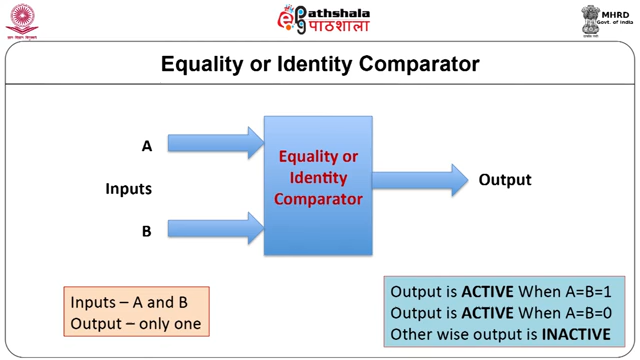 Pathshala
पाठशाला
MHRD
Govt. of India
Equality or Identity Comparator
A
Inputs
B
Equality or
Identity
Comparator
Output
Inputs – A and B
Output – only one
Output is ACTIVE When A=B=1
Output is ACTIVE When A=B=0
Other wise output is INACTIVE